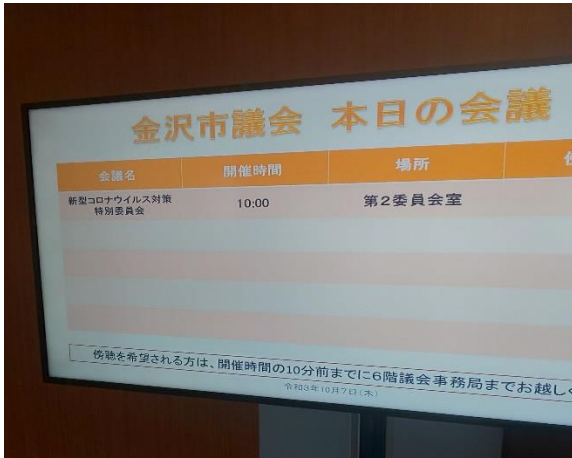 金沢市議会 本日の会議
会議名 開催時間 場所
新型コロナウイルス対策
特別委員会
10:00 第2委員会室
傍聴を希望される方は、開催時間の10分前までに6階議会事務局までお越しく
令和3年10月7日(木)